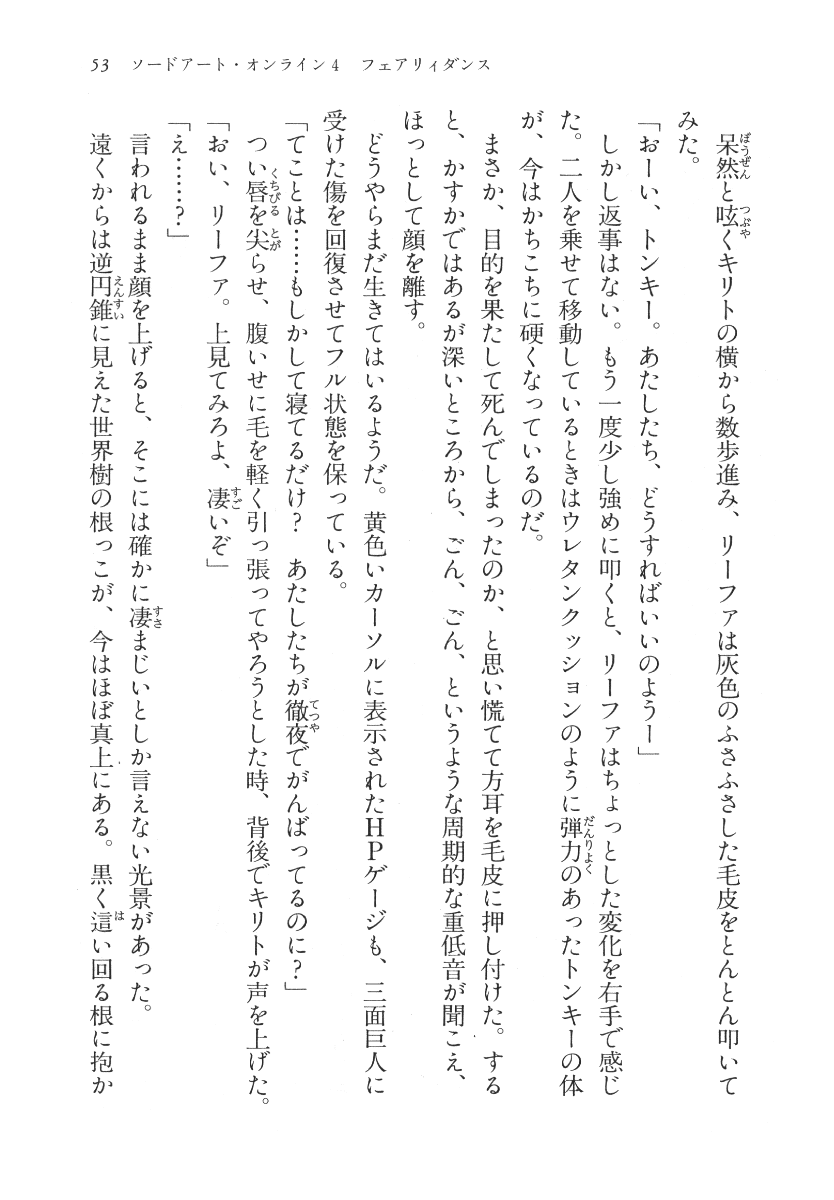 53 ソードアート・オンライン4 フェアリィダンス
呆然と呟くキリトの横から数歩進み、リーファは灰色のふさふさした毛皮をとんとん叩いて
みた。
「おーい、トンキー。あたしたち、どうすればいいのようー」
しかし返事はない。もう一度少し強めに叩くと、リーファはちょっとした変化を右手で感じ
た。二人を乗せて移動しているときはウレタンクッションのように弾力のあったトンキーの体
が、今はかちこちに硬くなっているのだ。
まさか、目的を果たして死んでしまったのか、と思い慌てて方耳を毛皮に押し付けた。する
と、かすかではあるが深いところから、ごん、ごん、というような周期的な重低音が聞こえ、
ほっとして顔を離す。
どうやらまだ生きてはいるようだ。黄色いカーソルに表示されたHPゲージも、三面巨人に
受けた傷を回復させてフル状態を保っている。
「てことは……もしかして寝てるだけ? あたしたちが徹夜でがんばってるのに?」
つい唇を尖らせ、腹いせに毛を軽く引っ張ってやろうとした時、背後でキリトが声を上げた。
「おい、リーファ。上見てみろよ、凄いぞ」
「え……?」
言われるまま顔を上げると、そこには確かに凄まじいとしか言えない光景があった。
遠くからは逆円錐に見えた世界樹の根っこが、今はほぼ真上にある。黒く這い回る根に抱か